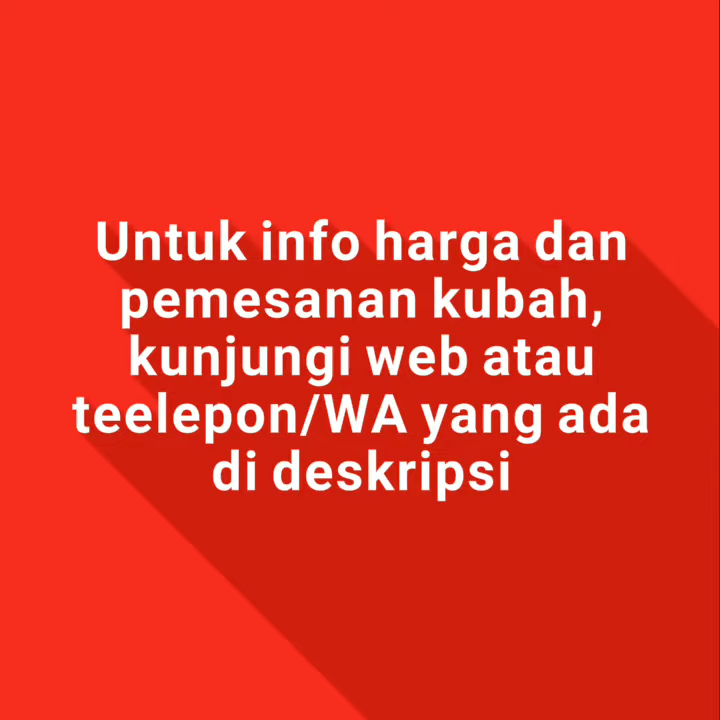 Untuk info harga dan
pemesanan kubah,
kunjungi web atau
teelepon/WA yang ada
di deskripsi